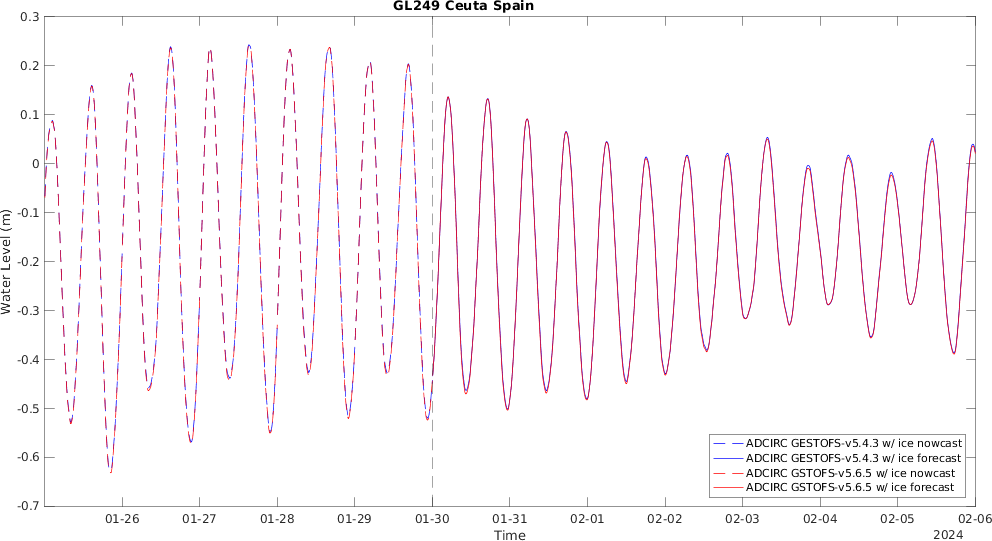 GL249 Ceuta Spain
0.3
0.2
0.1
0
-0.1
-0.2
-0.3
-0.4
-0.5
-0.6
-0.7
Water Level (m)
ADCIRC GESTOFS-v5.4.3 w/ ice nowcast
ADCIRC GESTOFS-v5.4.3 w/ ice forecast
ADCIRC GSTOFS-v5.6.5 w/ ice nowcast
ADCIRC GSTOFS-v5.6.5 w/ ice forecast
01-26 01-27 01-28 01-29 01-30 01-31 02-01 02-02 02-03 02-04 02-05 02-06
Time
2024